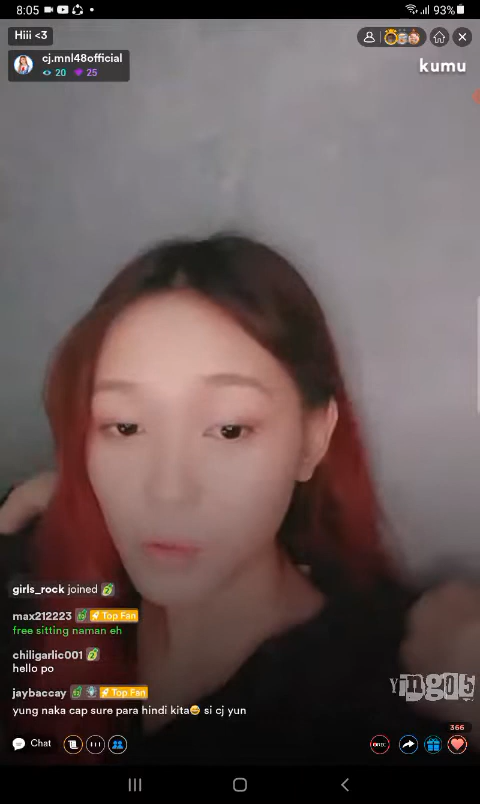 8:05
93%
Hiii <3
cj.mnl48official
20 25
kumu
girls_rock joined
max212223 Top Fan
free sitting naman eh
chiligarlic001
hello po
jaybaccay Top Fan
yung naka cap sure para hindi kita😅 si cj yun
Yingo5
366
Chat